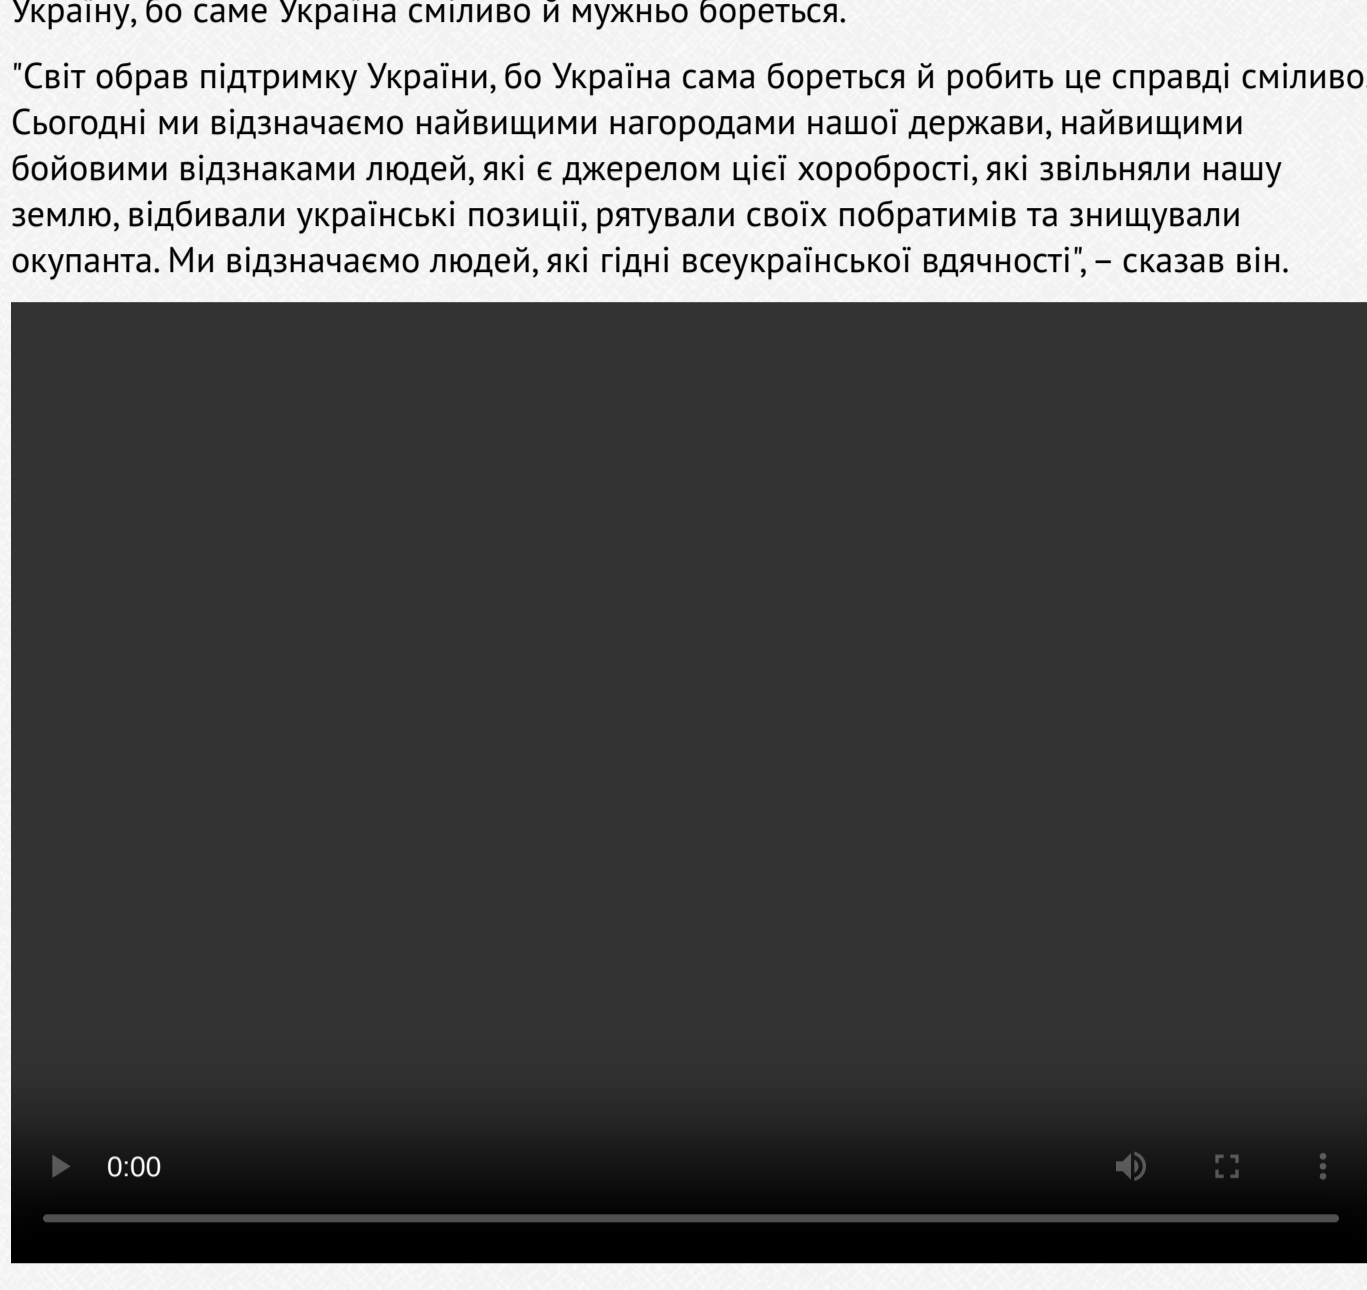 Україну, бо саме Україна сміливо й мужньо бореться.
"Світ обрав підтримку України, бо Україна сама бореться й робить це справді сміливо.
Сьогодні ми відзначаємо найвищими нагородами нашої держави, найвищими
бойовими відзнаками людей, які є джерелом цієї хоробрості, які звільняли нашу
землю, відбивали українські позиції, рятували своїх побратимів та знищували
окупанта. Ми відзначаємо людей, які гідні всеукраїнської вдячності", – сказав він.
0:00